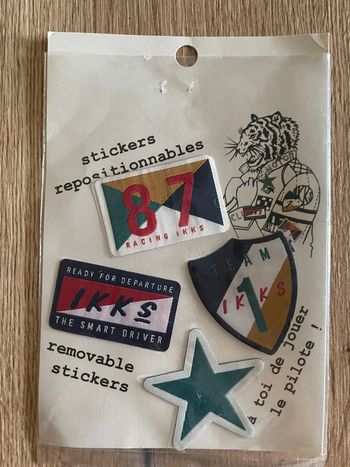 stickers
repositionnables
87
RACING IKKS
TEAM
IKKS
1
READY FOR DEPARTURE
IKKS
THE SMART DRIVER
removable
stickers
à toi de jouer
le pilote !